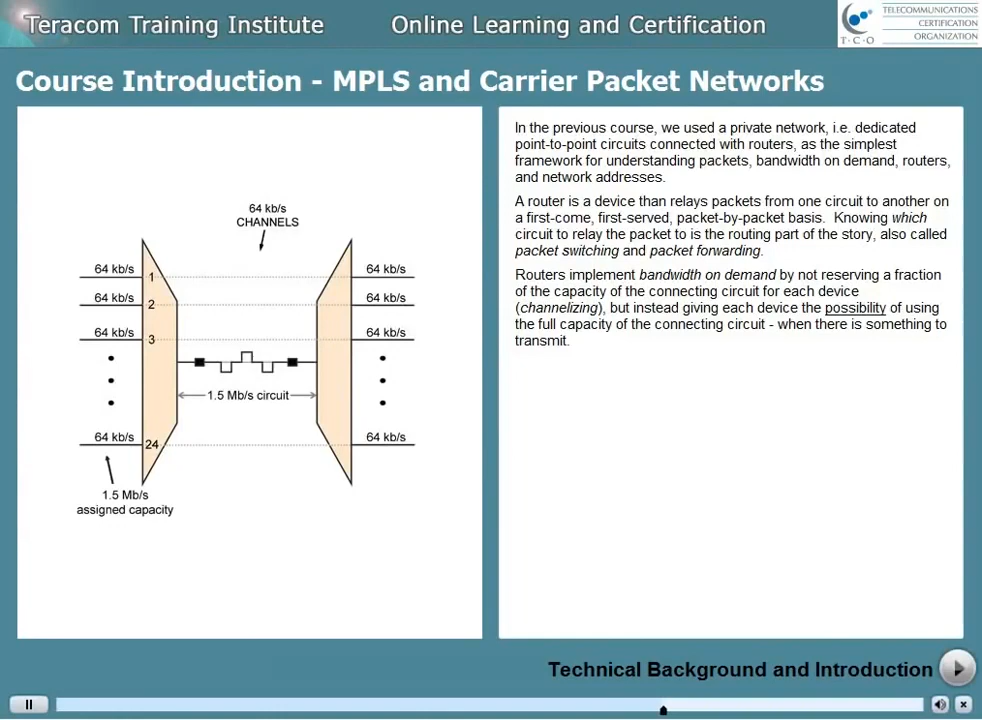 Teracom Training Institute Online Learning and Certification
TELECOMMUNICATIONS
CERTIFICATION
ORGANIZATION
T·C·O
Course Introduction - MPLS and Carrier Packet Networks
64 kb/s
CHANNELS
64 kb/s 1 64 kb/s
64 kb/s 2 64 kb/s
64 kb/s 3 64 kb/s
1.5 Mb/s circuit
64 kb/s 24 64 kb/s
1.5 Mb/s
assigned capacity
In the previous course, we used a private network, i.e. dedicated
point-to-point circuits connected with routers, as the simplest
framework for understanding packets, bandwidth on demand, routers,
and network addresses.
A router is a device than relays packets from one circuit to another on
a first-come, first-served, packet-by-packet basis. Knowing which
circuit to relay the packet to is the routing part of the story, also called
packet switching and packet forwarding.
Routers implement bandwidth on demand by not reserving a fraction
of the capacity of the connecting circuit for each device
(channelizing), but instead giving each device the possibility of using
the full capacity of the connecting circuit - when there is something to
transmit.
Technical Background and Introduction